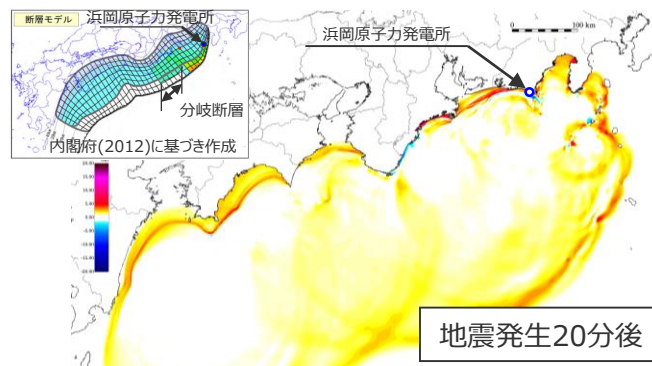 断層モデル
浜岡原子力発電所
分岐断層
内閣府(2012)に基づき作成
浜岡原子力発電所
0
100 km
地震発生20分後